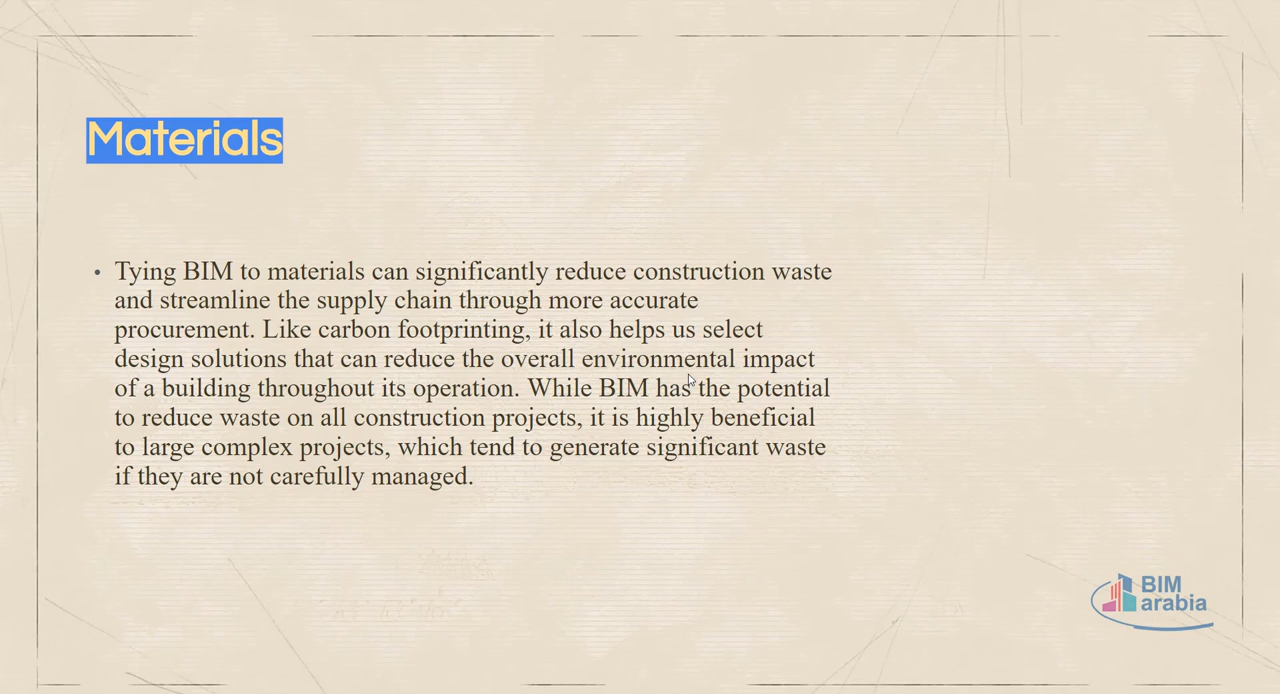 Materials
• Tying BIM to materials can significantly reduce construction waste
and streamline the supply chain through more accurate
procurement. Like carbon footprinting, it also helps us select
design solutions that can reduce the overall environmental impact
of a building throughout its operation. While BIM has the potential
to reduce waste on all construction projects, it is highly beneficial
to large complex projects, which tend to generate significant waste
if they are not carefully managed.
BIM
arabia